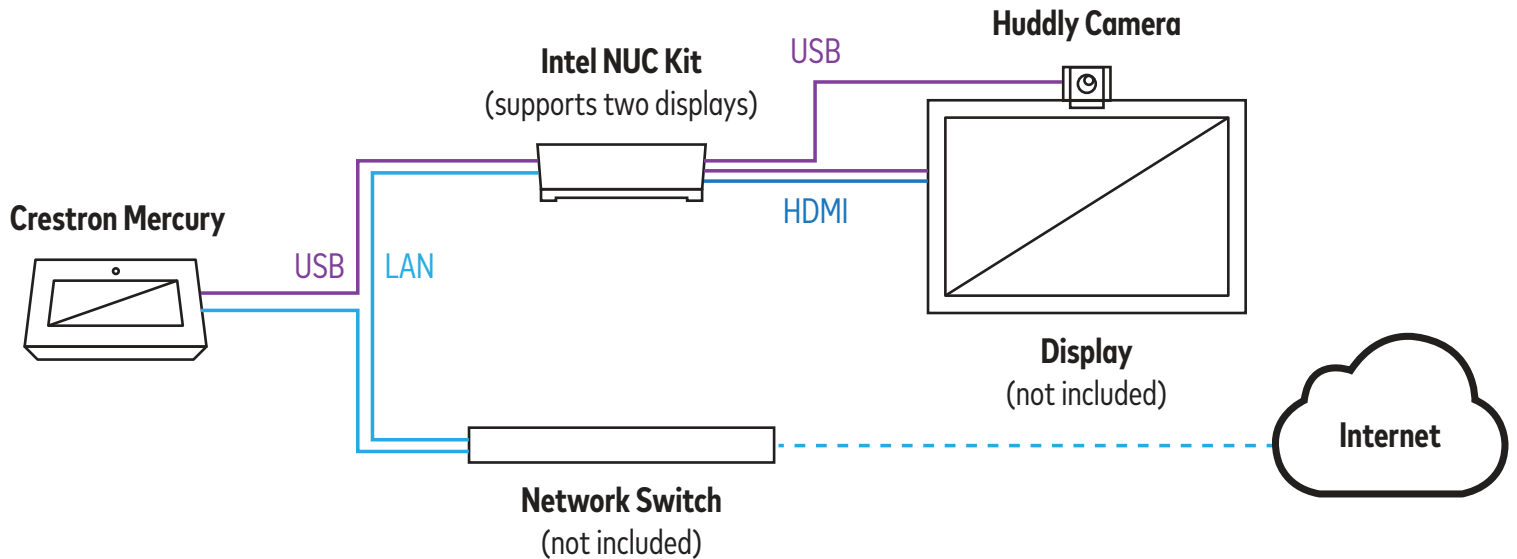 Huddly Camera
USB
Intel NUC Kit
(supports two displays)
HDMI
Crestron Mercury
USB
LAN
Display
(not included)
Internet
Network Switch
(not included)